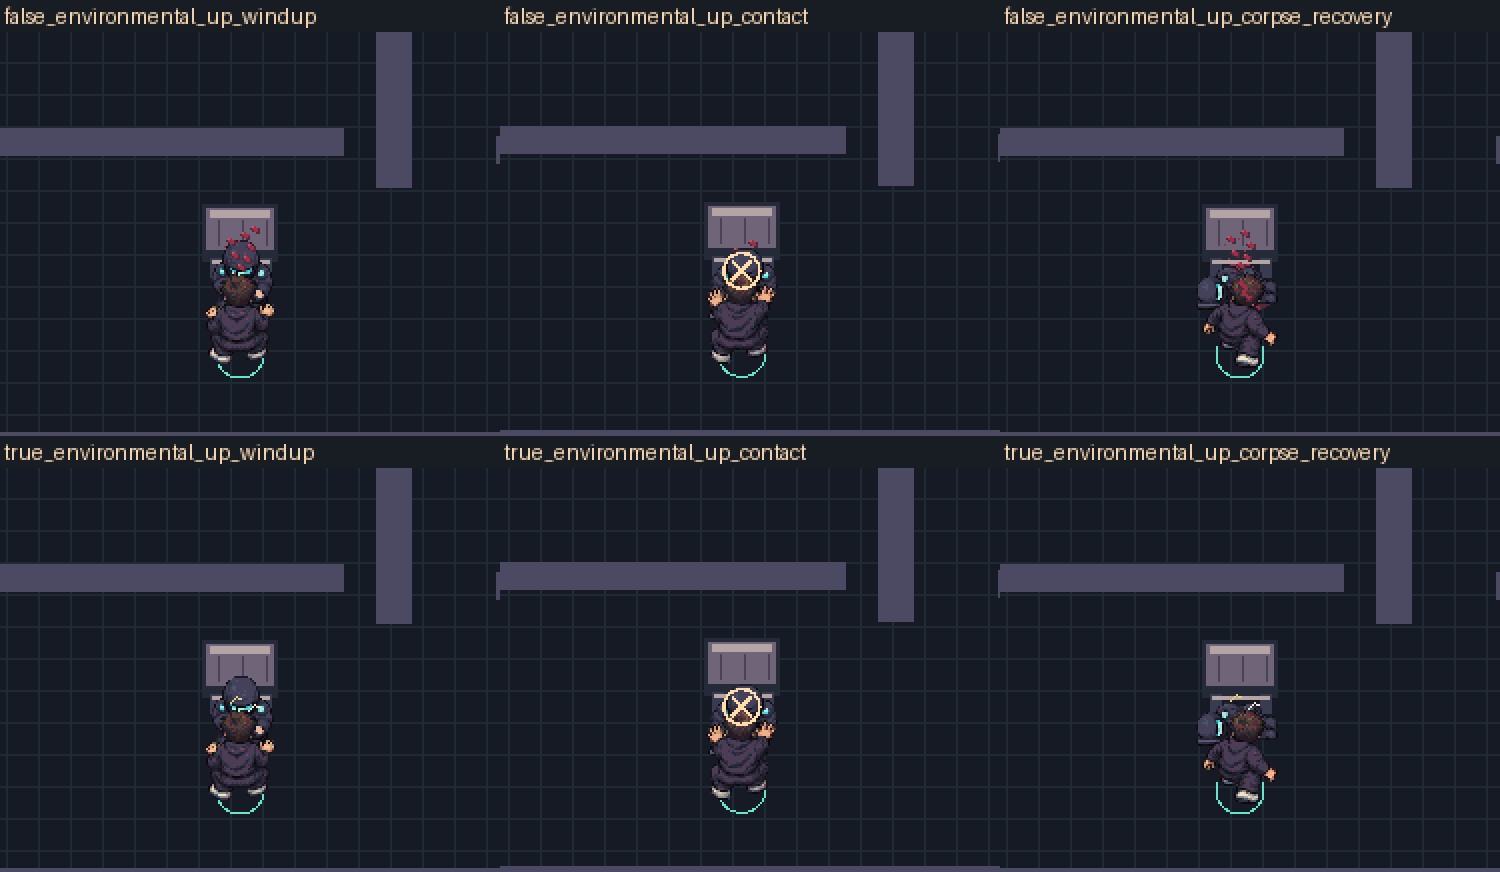 false_environmental_up_windup
false_environmental_up_contact
false_environmental_up_corpse_recovery
true_environmental_up_windup
true_environmental_up_contact
true_environmental_up_corpse_recovery